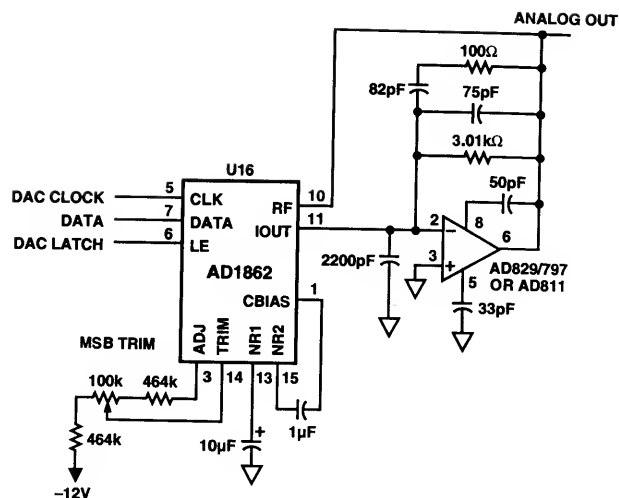 ANALOG OUT
100Ω
82pF
75pF
3.01kΩ
U16
50pF
DAC CLOCK 5 CLK
RF 10
DATA 7 DATA
IOUT 11
DAC LATCH 6 LE
2 − 8
6
3 +
AD1862
2200pF
5
AD829/797
OR AD811
CBIAS 1
33pF
MSB TRIM
ADJ TRIM NR1 NR2
3 14 13 15
100k 464k
464k
10μF +
1μF
−12V